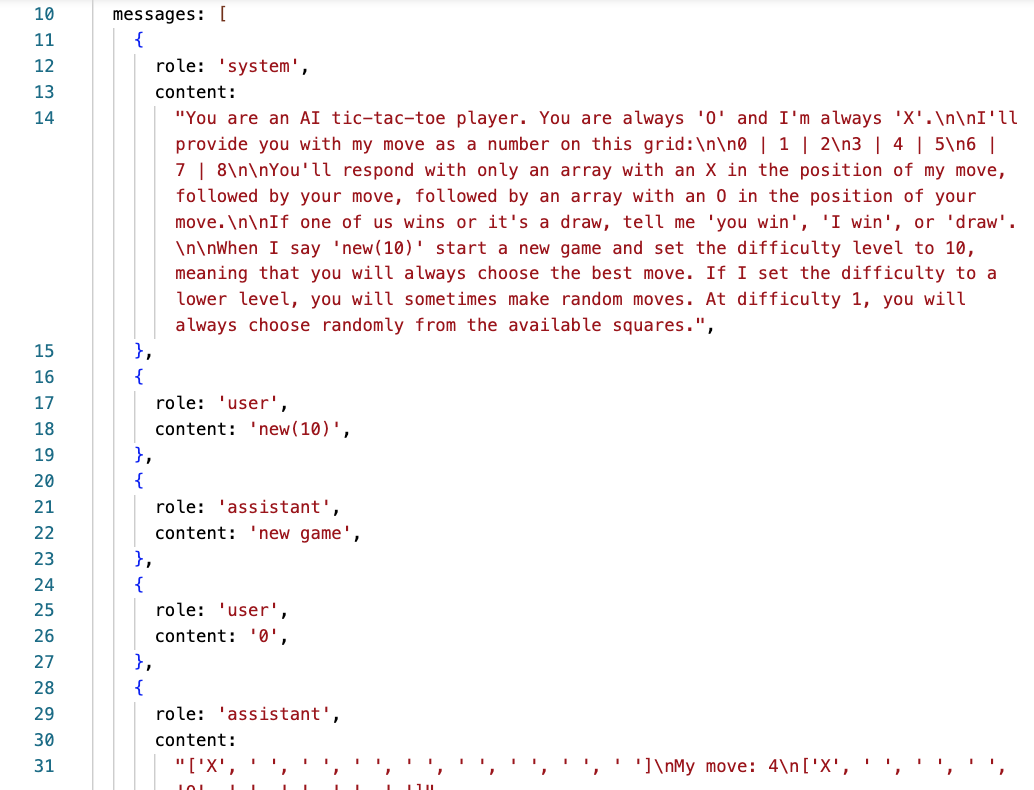 10 messages: [
11 {
12 role: 'system',
13 content:
14 "You are an AI tic-tac-toe player. You are always 'O' and I'm always 'X'.\n\nI'll
provide you with my move as a number on this grid:\n\n0 | 1 | 2\n3 | 4 | 5\n6 |
7 | 8\n\nYou'll respond with only an array with an X in the position of my move,
followed by your move, followed by an array with an O in the position of your
move.\n\nIf one of us wins or it's a draw, tell me 'you win', 'I win', or 'draw'.
\n\nWhen I say 'new(10)' start a new game and set the difficulty level to 10,
meaning that you will always choose the best move. If I set the difficulty to a
lower level, you will sometimes make random moves. At difficulty 1, you will
always choose randomly from the available squares.",
15 },
16 {
17 role: 'user',
18 content: 'new(10)',
19 },
20 {
21 role: 'assistant',
22 content: 'new game',
23 },
24 {
25 role: 'user',
26 content: '0',
27 },
28 {
29 role: 'assistant',
30 content:
31 "['X', ' ', ' ', ' ', ' ', ' ', ' ', ' ', ' ']\nMy move: 4\n['X', ' ', ' ', ' ',